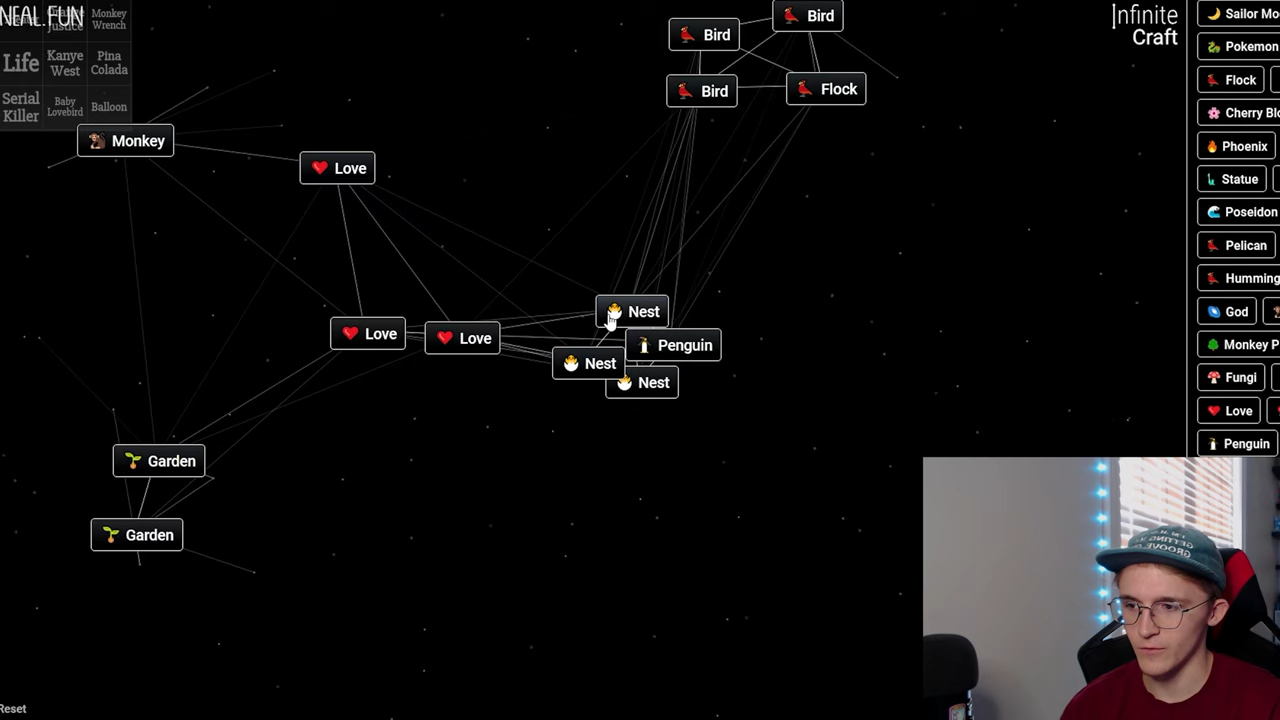 NEAL.FUN
Justice
Monkey
Wrench
Life
Kanye
West
Pina
Colada
Serial
Killer
Baby
Lovebird
Balloon
Infinite
Craft
Bird
Bird
Bird
Flock
Monkey
Love
Nest
Love
Love
Penguin
Nest
Nest
Garden
Garden
Reset
Sailor Mo
Pokemon
Flock
Cherry Blo
Phoenix
Statue
Poseidon
Pelican
Humming
God
Monkey P
Fungi
Love
Penguin